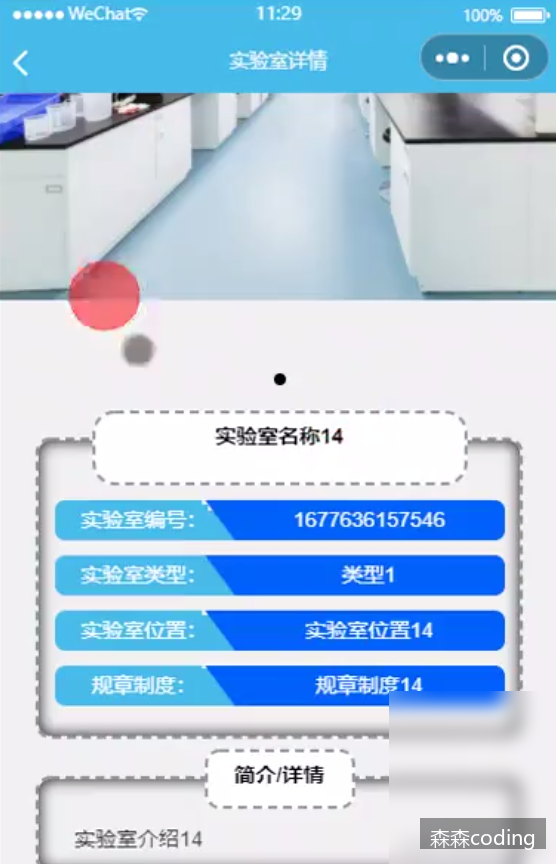 WeChat 11:29 100%
实验室详情
实验室名称14
实验室编号: 1677636157546
实验室类型: 类型1
实验室位置: 实验室位置14
规章制度: 规章制度14
简介/详情
实验室介绍14
森森coding